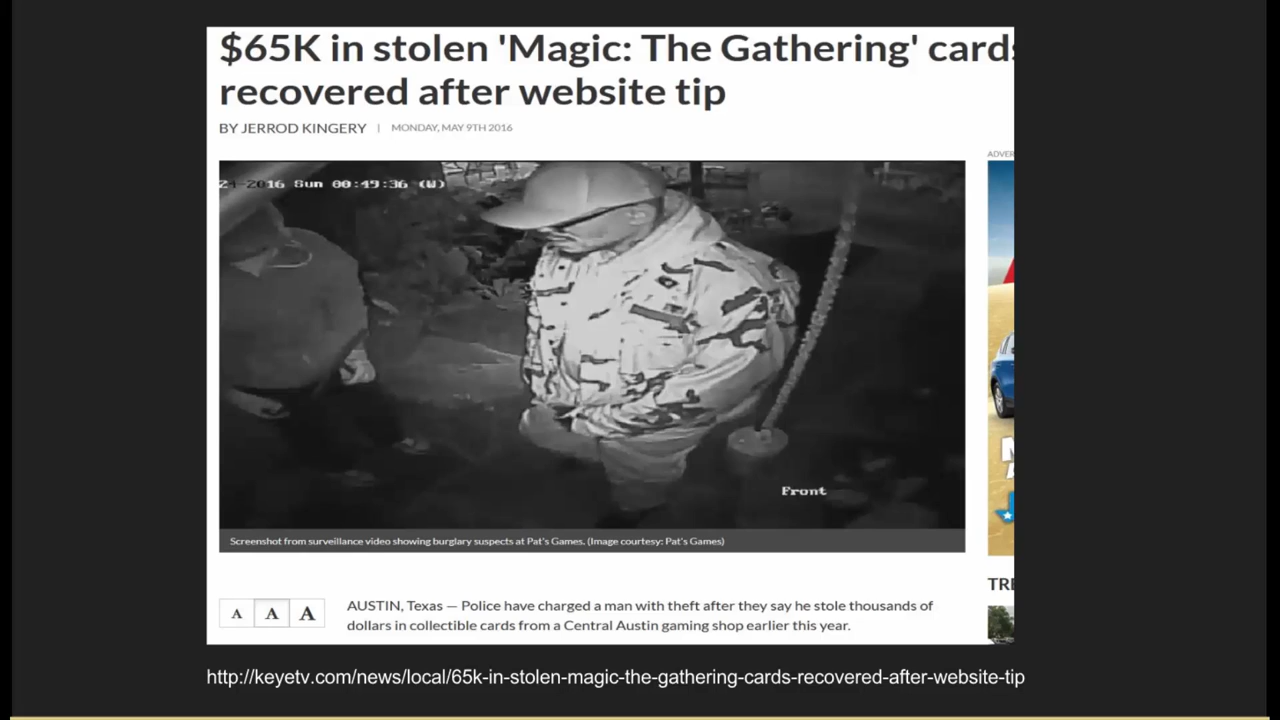 $65K in stolen 'Magic: The Gathering' cards
recovered after website tip
BY JERROD KINGERY | MONDAY, MAY 9TH 2016
ADVER
2016 Sun 00:49:36 (W)
Front
Screenshot from surveillance video showing burglary suspects at Pat's Games. (Image courtesy: Pat's Games)
TRE
A A A
AUSTIN, Texas — Police have charged a man with theft after they say he stole thousands of
dollars in collectible cards from a Central Austin gaming shop earlier this year.
http://keyetv.com/news/local/65k-in-stolen-magic-the-gathering-cards-recovered-after-website-tip